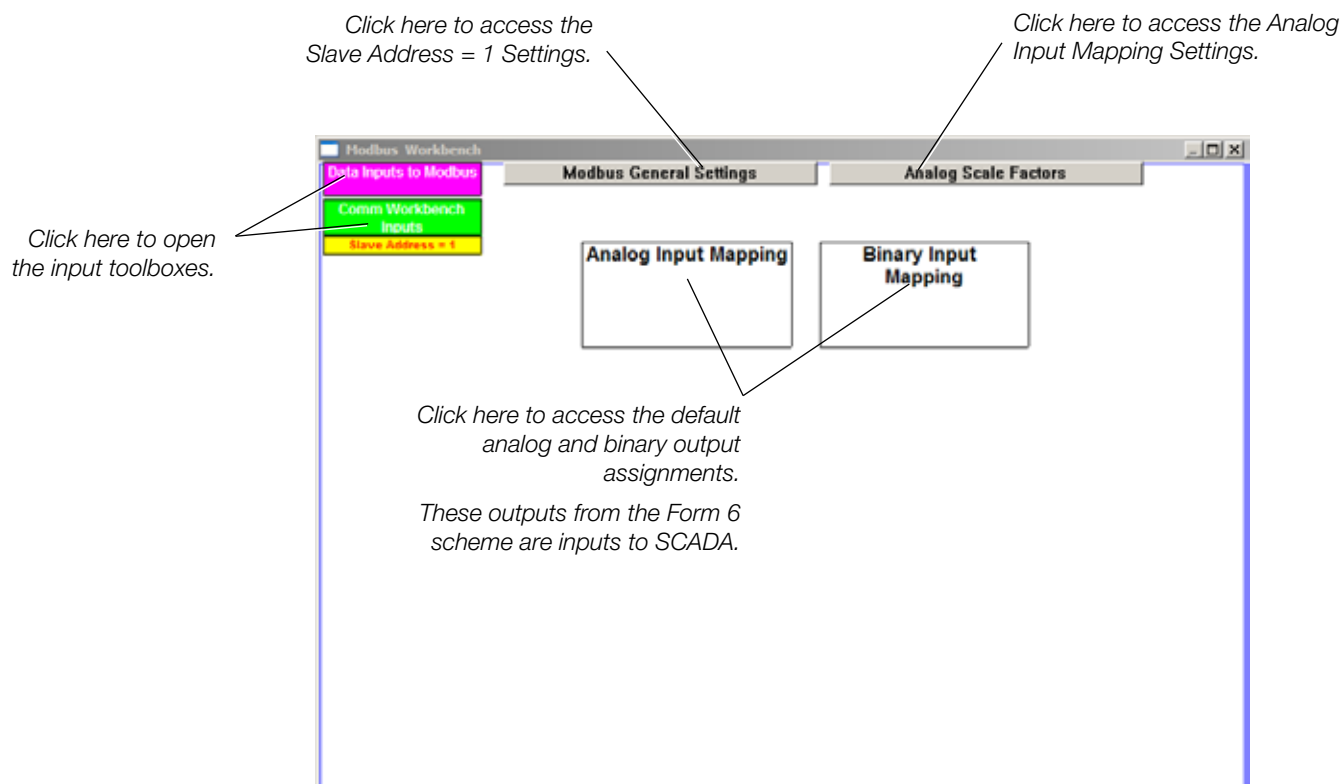 Click here to access the
Slave Address = 1 Settings.
Click here to access the Analog
Input Mapping Settings.
Modbus Workbench
Data Inputs to Modbus
Modbus General Settings
Analog Scale Factors
Comm Workbench
Inputs
Slave Address = 1
Click here to open
the input toolboxes.
Analog Input Mapping
Binary Input
Mapping
Click here to access the default
analog and binary output
assignments.
These outputs from the Form 6
scheme are inputs to SCADA.